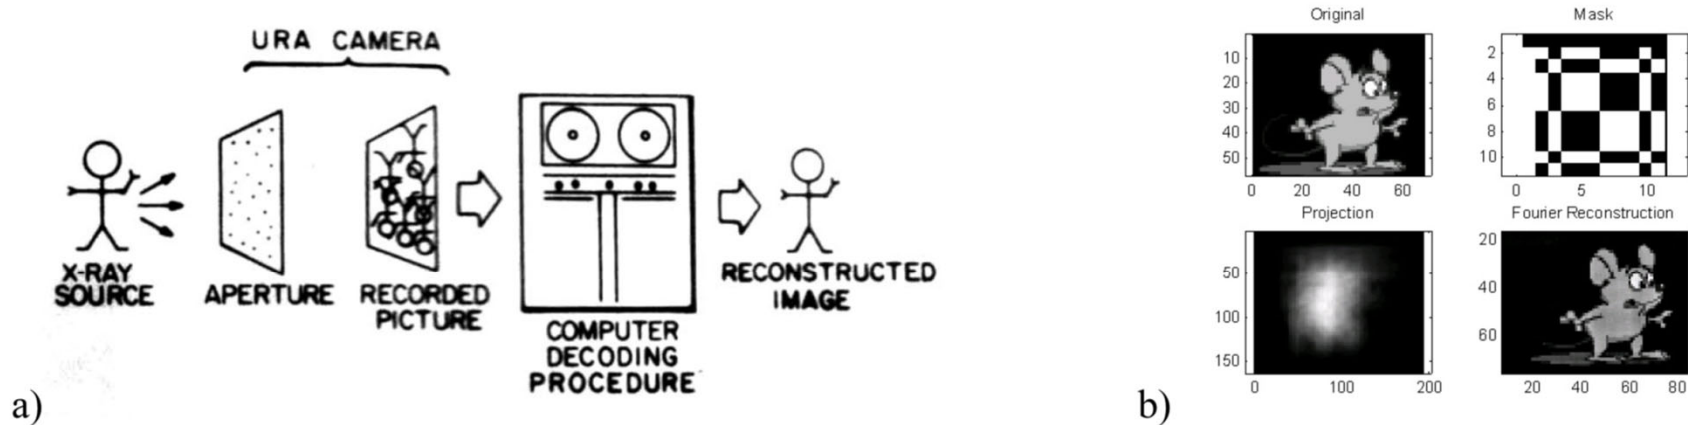 URA CAMERA
X-RAY
SOURCE
APERTURE
RECORDED
PICTURE
COMPUTER
DECODING
PROCEDURE
RECONSTRUCTED
IMAGE
a)
Original
10
20
30
40
50
0 20 40 60
Mask
2
4
6
8
10
0 5 10
Projection
50
100
150
0 100 200
Fourier Reconstruction
20
40
60
20 40 60 80
b)